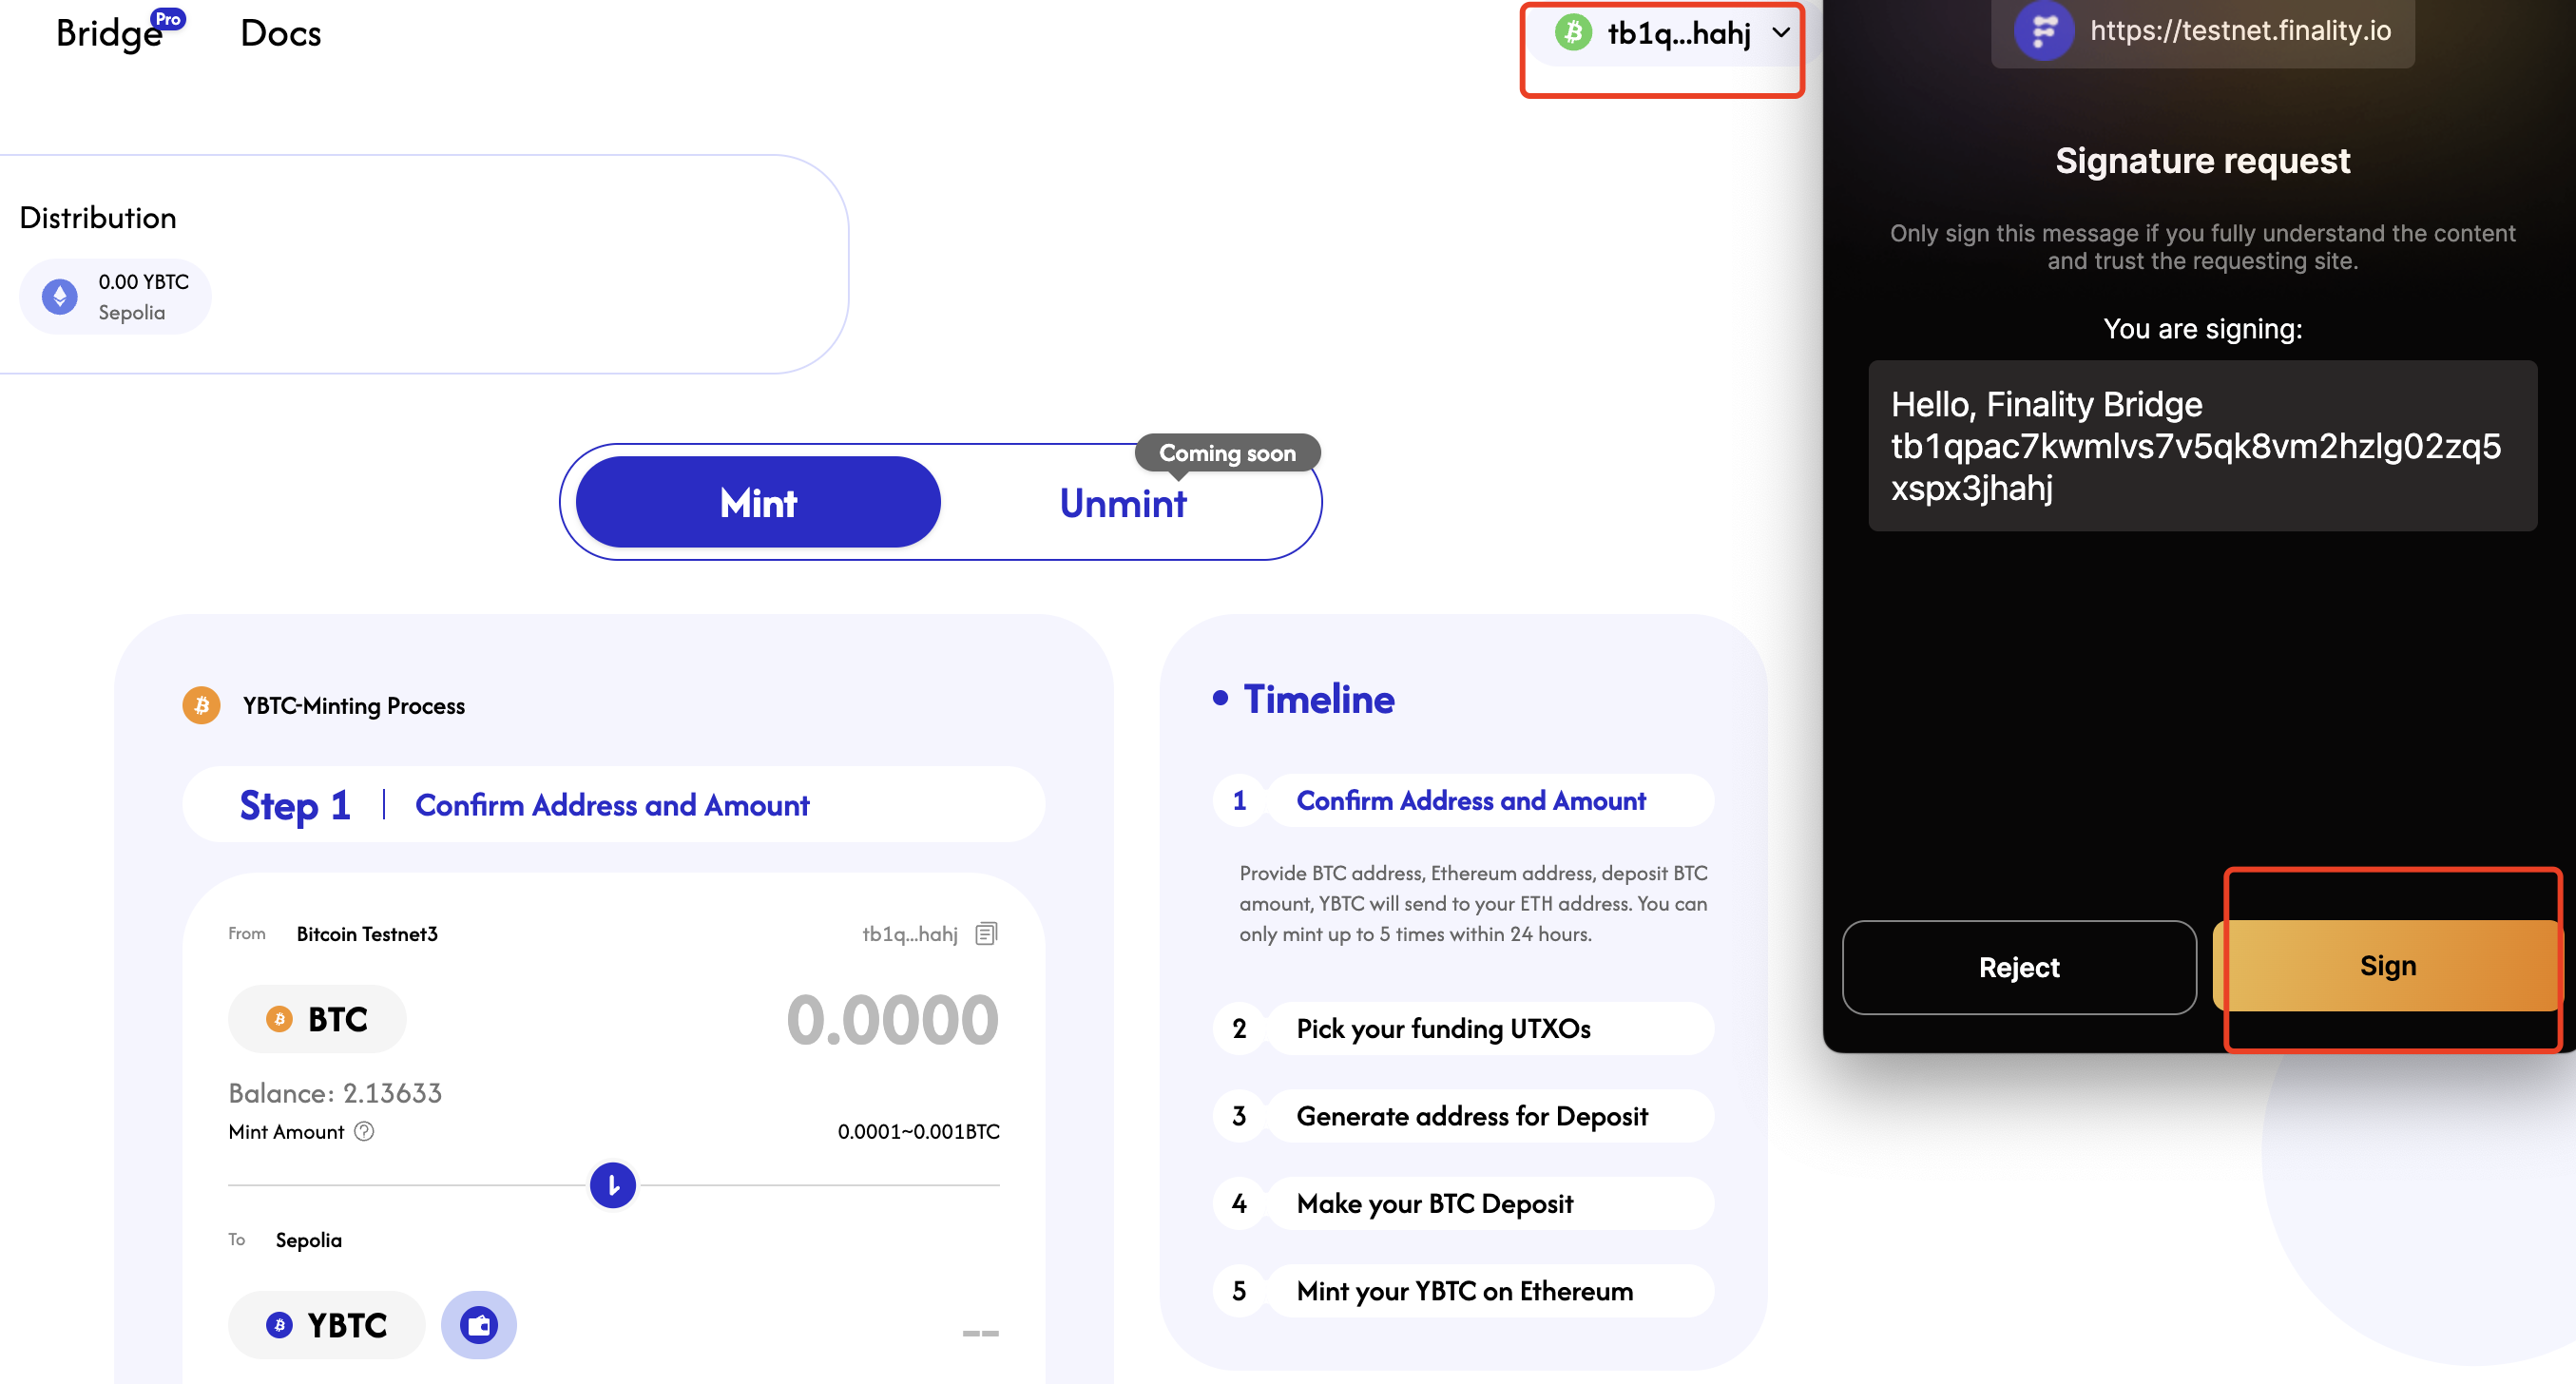 Bridge
Pro
Docs
tb1q...hahj
Distribution
0.00 YBTC
Sepolia
Coming soon
Mint
Unmint
YBTC-Minting Process
Step 1
Confirm Address and Amount
From
Bitcoin Testnet3
tb1q...hahj
BTC
0.0000
Balance: 2.13633
Mint Amount
?
0.0001~0.001BTC
To
Sepolia
YBTC
--
Timeline
1
Confirm Address and Amount
Provide BTC address, Ethereum address, deposit BTC
amount, YBTC will send to your ETH address. You can
only mint up to 5 times within 24 hours.
2
Pick your funding UTXOs
3
Generate address for Deposit
4
Make your BTC Deposit
5
Mint your YBTC on Ethereum
https://testnet.finality.io
Signature request
Only sign this message if you fully understand the content
and trust the requesting site.
You are signing:
Hello, Finality Bridge
tb1qpac7kwmlvs7v5qk8vm2hzlg02zq5
xspx3jhahj
Reject
Sign